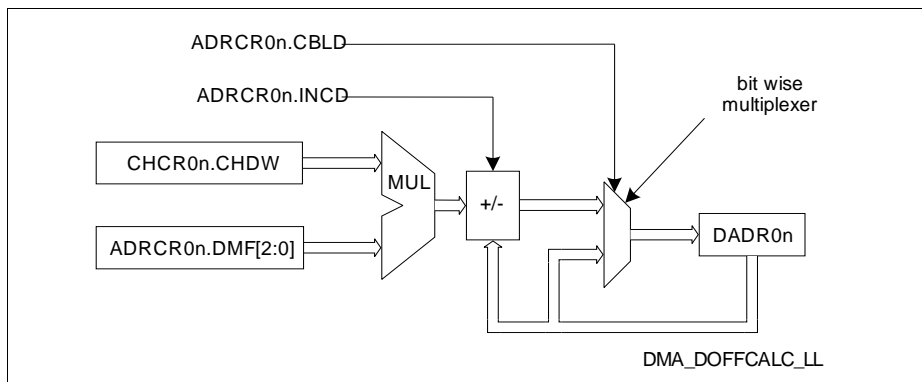 ADRCR0n.CBLD
bit wise
multiplexer
ADRCR0n.INCD
CHCR0n.CHDW
MUL
+/-
ADRCR0n.DMF[2:0]
DADR0n
DMA_DOFFCALC_LL